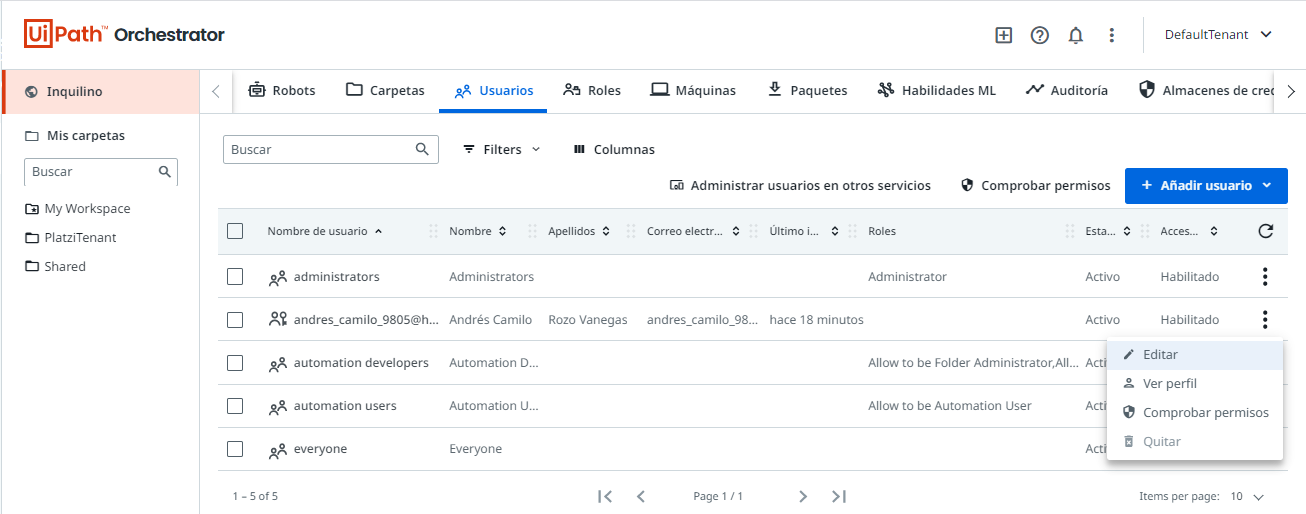 UiPath™ Orchestrator
DefaultTenant
Inquilino
Robots Carpetas Usuarios Roles Máquinas Paquetes Habilidades ML Auditoría Almacenes de crec
Mis carpetas
Buscar
My Workspace
PlatziTenant
Shared
Buscar Filters Columnas
Administrar usuarios en otros servicios Comprobar permisos + Añadir usuario
Nombre de usuario Nombre Apellidos Correo electr... Último i... Roles Esta... Acces...
administrators Administrators Administrator Activo Habilitado
andres_camilo_9805@h... Andrés Camilo Rozo Vanegas andres_camilo_98... hace 18 minutos Activo Habilitado
automation developers Automation D... Allow to be Folder Administrator,All... Acti
automation users Automation U... Allow to be Automation User Acti
everyone Everyone Acti
Editar
Ver perfil
Comprobar permisos
Quitar
1 – 5 of 5 Page 1 / 1 Items per page: 10